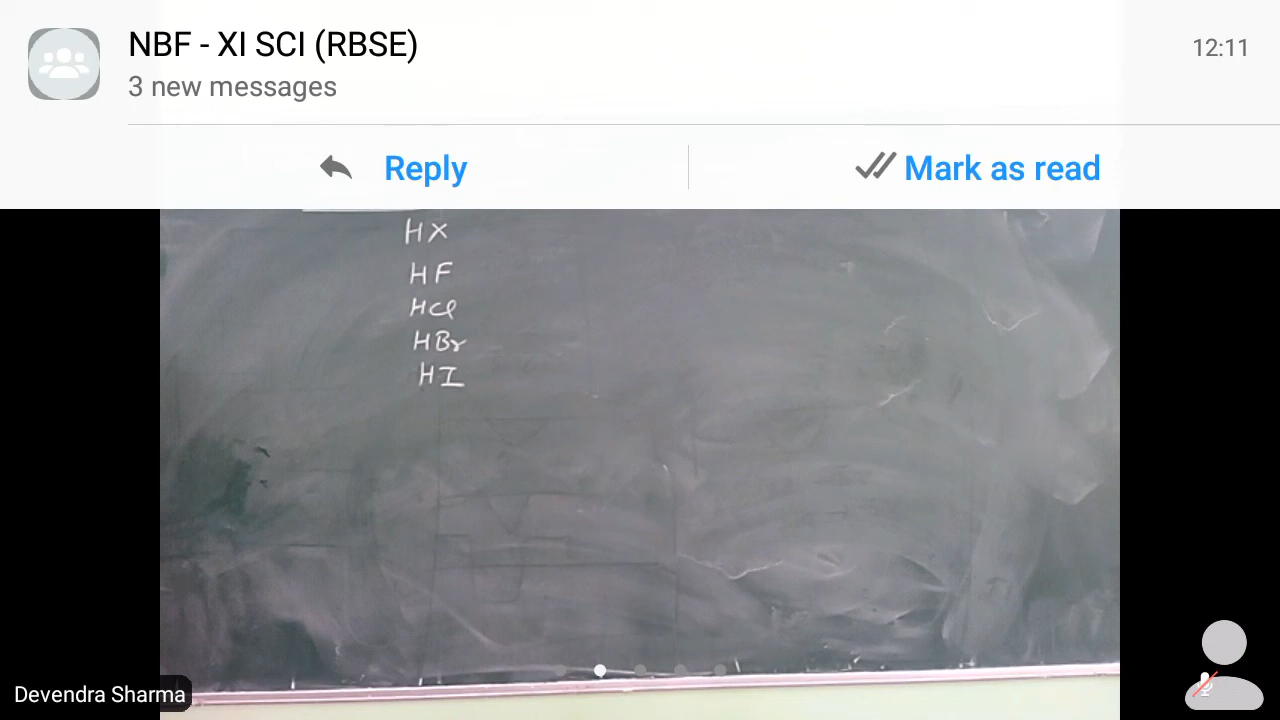 NBF - XI SCI (RBSE)
12:11
3 new messages
Reply
Mark as read
HX
HF
HCl
HBr
HI
Devendra Sharma